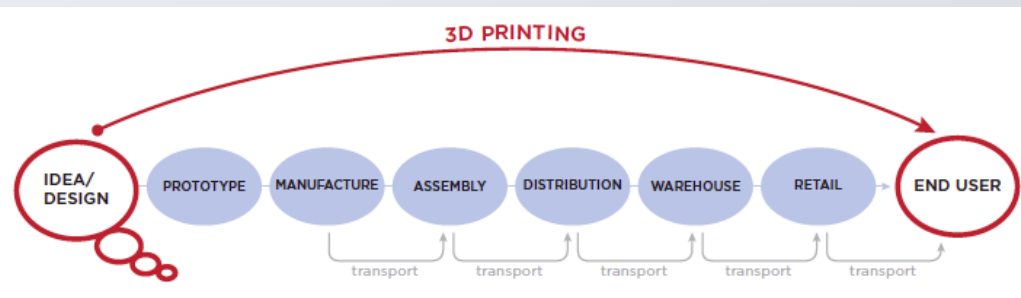 3D PRINTING
IDEA/
DESIGN
PROTOTYPE
MANUFACTURE
ASSEMBLY
DISTRIBUTION
WAREHOUSE
RETAIL
END USER
transport
transport
transport
transport
transport